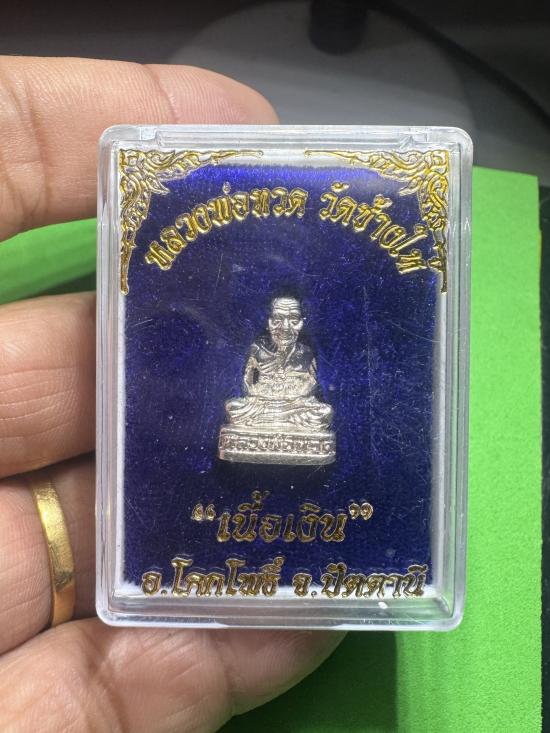 หลวงพ่อทวด วัดช้างให้
หลวงพ่อทวด
“เนื้อเงิน”
อ.โคกโพธิ์ จ.ปัตตานี